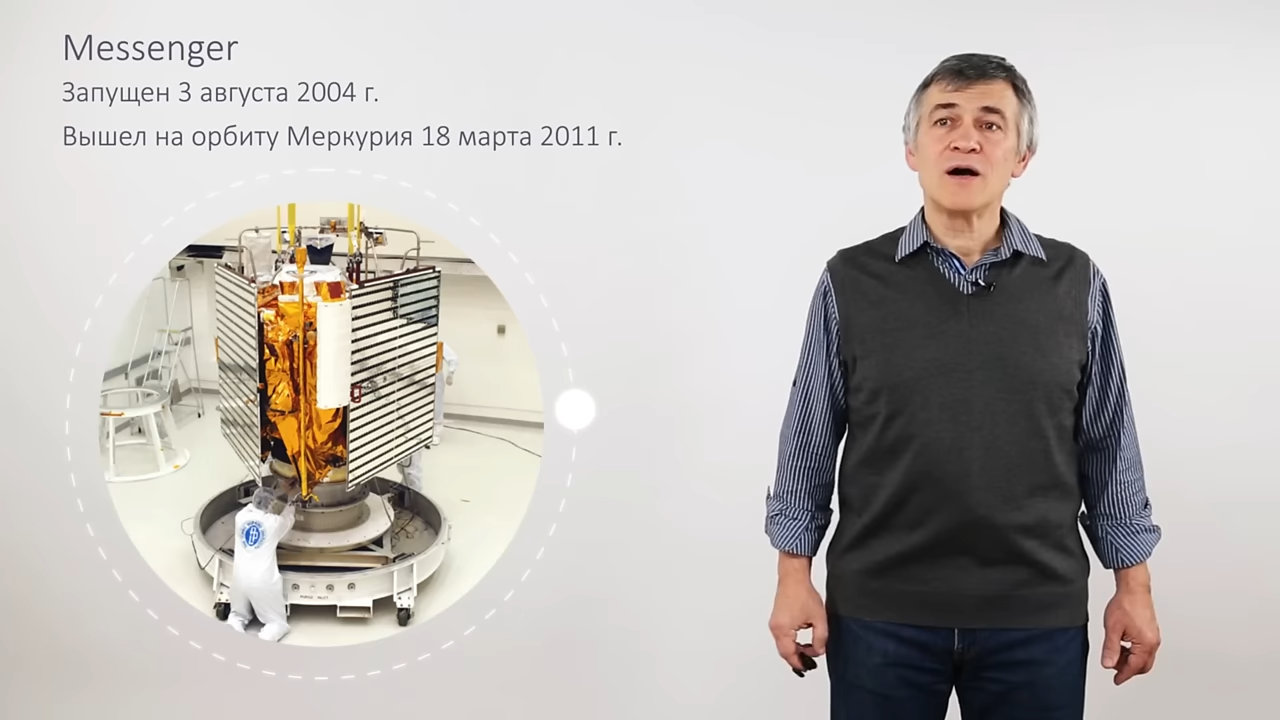 Messenger
Запущен 3 августа 2004 г.
Вышел на орбиту Меркурия 18 марта 2011 г.